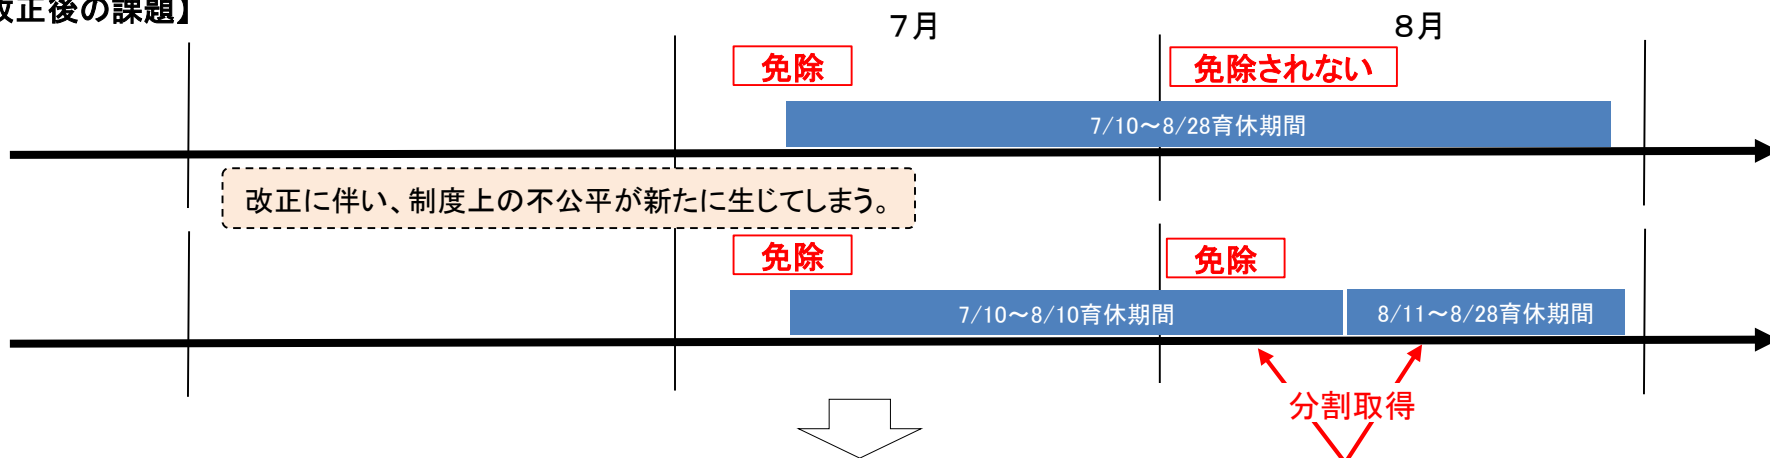 改正後の課題】
7月
8月
免除
免除されない
7/10～8/28育休期間
改正に伴い、制度上の不公平が新たに生じてしまう。
免除
免除
7/10～8/10育休期間
8/11～8/28育休期間
分割取得